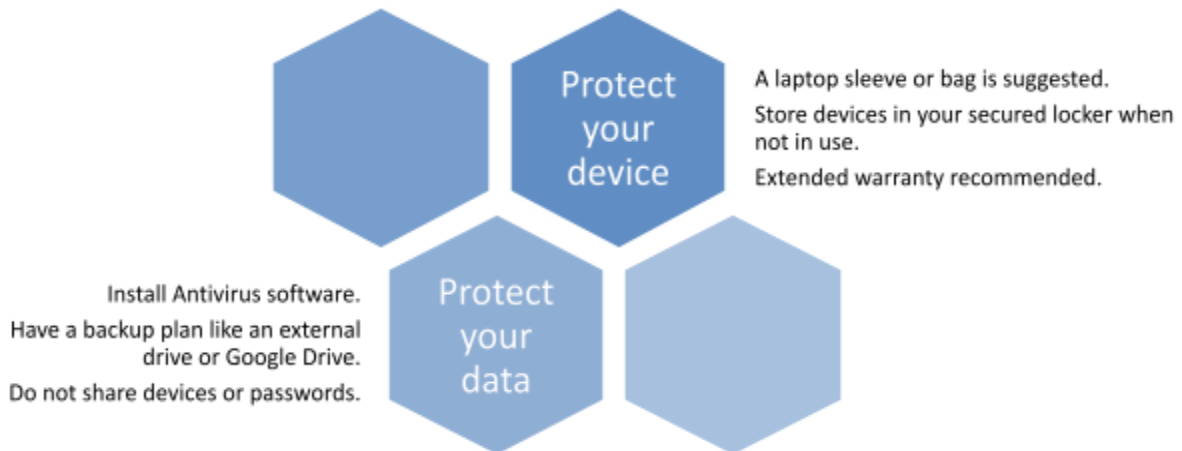 Protect
your
device
A laptop sleeve or bag is suggested.
Store devices in your secured locker when
not in use.
Extended warranty recommended.
Install Antivirus software.
Have a backup plan like an external
drive or Google Drive.
Do not share devices or passwords.
Protect
your
data